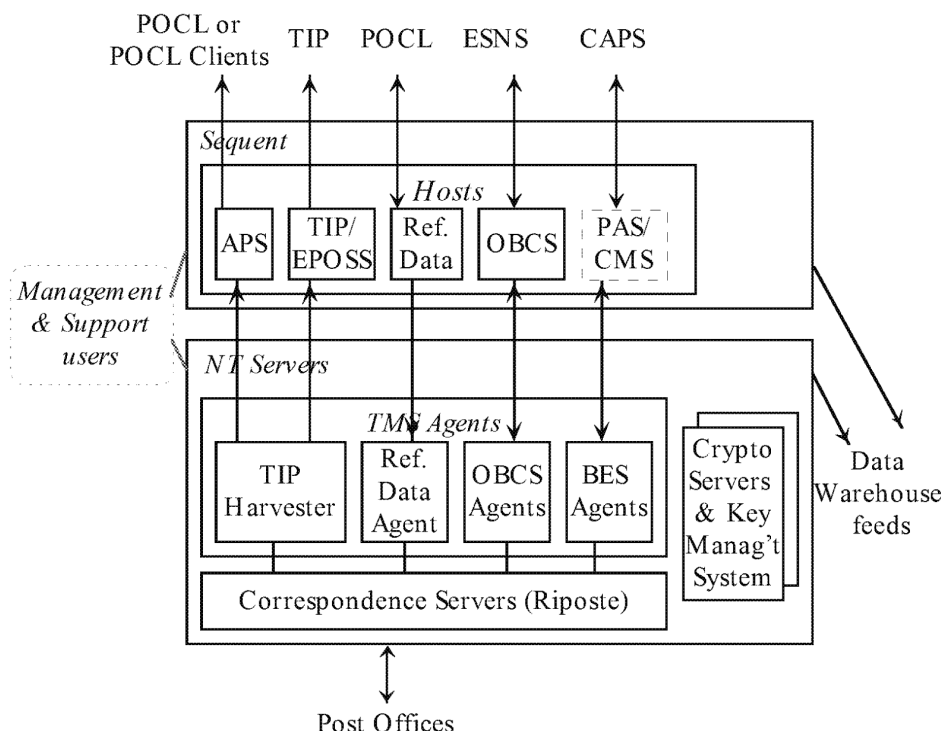 POCL or
POCL Clients
TIP
POCL
ESNS
CAPS
Sequent
Hosts
APS
TIP/
EPOSS
Ref.
Data
OBCS
PAS/
CMS
Management
& Support
users
NT Servers
TMS Agents
TIP
Harvester
Ref.
Data
Agent
OBCS
Agents
BES
Agents
Crypto
Servers
& Key
Manag't
System
Data
Warehouse
feeds
Correspondence Servers (Riposte)
Post Offices